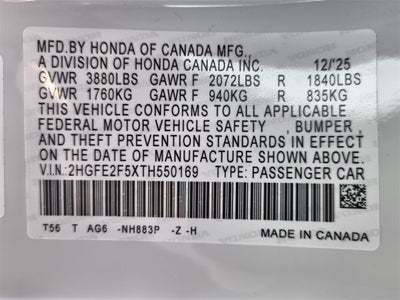 MFD.BY HONDA OF CANADA MFG.,
A DIVISION OF HONDA CANADA INC. 12/'25
GVWR 3880LBS GAWR F 2072LBS R 1840LBS
GVWR 1760KG GAWR F 940KG R 835KG
THIS VEHICLE CONFORMS TO ALL APPLICABLE
FEDERAL MOTOR VEHICLE SAFETY , BUMPER ,
AND THEFT PREVENTION STANDARDS IN EFFECT ON
THE DATE OF MANUFACTURE SHOWN ABOVE.
V.I.N.:2HGFE2F5XTH550169 TYPE: PASSENGER CAR
T56 T AG6 -NH883P -Z -H MADE IN CANADA